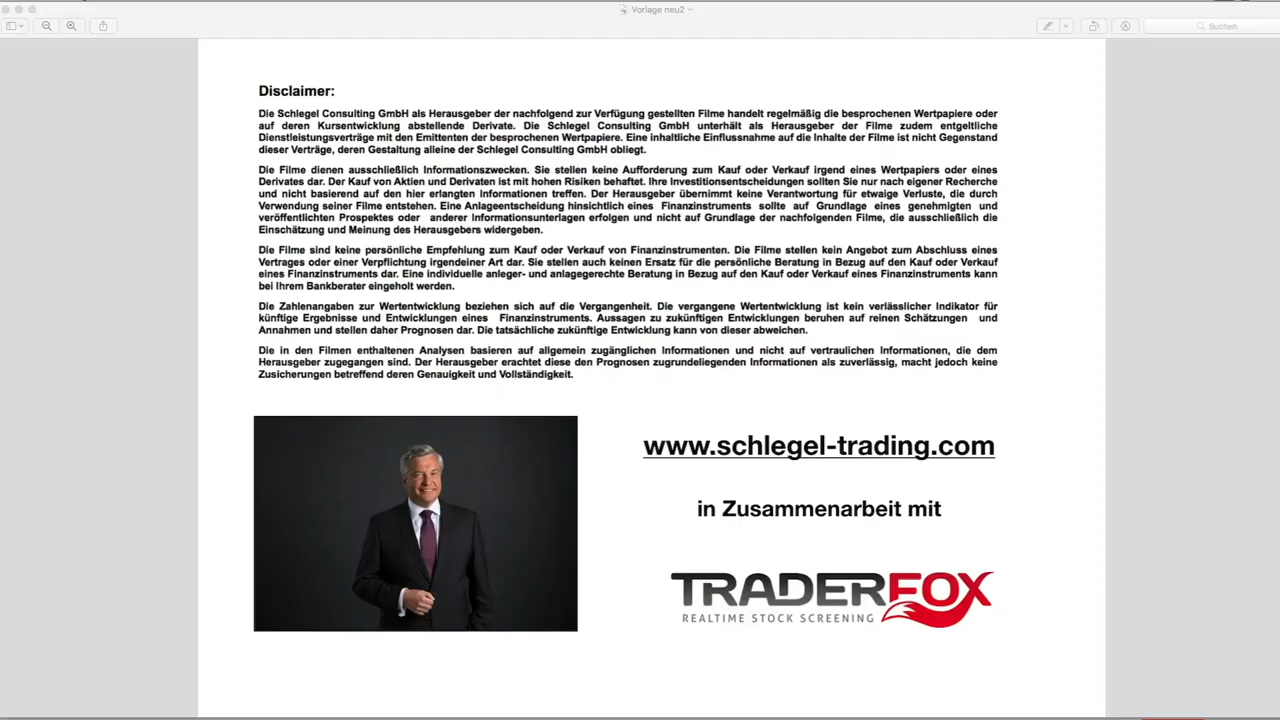 Vorlage neu2
Suchen
Disclaimer:
Die Schlegel Consulting GmbH als Herausgeber der nachfolgend zur Verfügung gestellten Filme handelt regelmäßig die besprochenen Wertpapiere oder
auf deren Kursentwicklung abstellende Derivate. Die Schlegel Consulting GmbH unterhält als Herausgeber der Filme zudem entgeltliche
Dienstleistungsverträge mit den Emittenten der besprochenen Wertpapiere. Eine inhaltliche Einflussnahme auf die Inhalte der Filme ist nicht Gegenstand
dieser Verträge, deren Gestaltung alleine der Schlegel Consulting GmbH obliegt.
Die Filme dienen ausschließlich Informationszwecken. Sie stellen keine Aufforderung zum Kauf oder Verkauf irgend eines Wertpapiers oder eines
Derivates dar. Der Kauf von Aktien und Derivaten ist mit hohen Risiken behaftet. Ihre Investitionsentscheidungen sollten Sie nur nach eigener Recherche
und nicht basierend auf den hier erlangten Informationen treffen. Der Herausgeber übernimmt keine Verantwortung für etwaige Verluste, die durch
Verwendung seiner Filme entstehen. Eine Anlageentscheidung hinsichtlich eines Finanzinstruments sollte auf Grundlage eines genehmigten und
veröffentlichten Prospektes oder anderer Informationsunterlagen erfolgen und nicht auf Grundlage der nachfolgenden Filme, die ausschließlich die
Einschätzung und Meinung des Herausgebers widergeben.
Die Filme sind keine persönliche Empfehlung zum Kauf oder Verkauf von Finanzinstrumenten. Die Filme stellen kein Angebot zum Abschluss eines
Vertrages oder einer Verpflichtung irgendeiner Art dar. Sie stellen auch keinen Ersatz für die persönliche Beratung in Bezug auf den Kauf oder Verkauf
eines Finanzinstruments dar. Eine individuelle anleger- und anlagegerechte Beratung in Bezug auf den Kauf oder Verkauf eines Finanzinstruments kann
bei Ihrem Bankberater eingeholt werden.
Die Zahlenangaben zur Wertentwicklung beziehen sich auf die Vergangenheit. Die vergangene Wertentwicklung ist kein verlässlicher Indikator für
künftige Ergebnisse und Entwicklungen eines Finanzinstruments. Aussagen zu zukünftigen Entwicklungen beruhen auf reinen Schätzungen und
Annahmen und stellen daher Prognosen dar. Die tatsächliche zukünftige Entwicklung kann von dieser abweichen.
Die in den Filmen enthaltenen Analysen basieren auf allgemein zugänglichen Informationen und nicht auf vertraulichen Informationen, die dem
Herausgeber zugegangen sind. Der Herausgeber erachtet diese den Prognosen zugrundeliegenden Informationen als zuverlässig, macht jedoch keine
Zusicherungen betreffend deren Genauigkeit und Vollständigkeit.
www.schlegel-trading.com
in Zusammenarbeit mit
TRADERFOX
REALTIME STOCK SCREENING